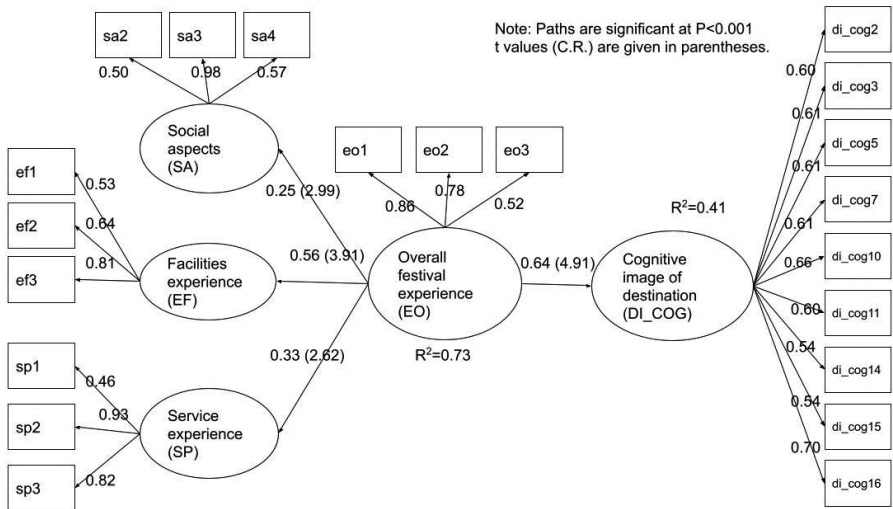 Note: Paths are significant at P<0.001
t values (C.R.) are given in parentheses.
sa2
sa3
sa4
0.50
0.98
0.57
Social
aspects
(SA)
ef1
ef2
ef3
0.53
0.64
0.81
Facilities
experience
(EF)
sp1
sp2
sp3
0.46
0.93
0.82
Service
experience
(SP)
0.25 (2.99)
0.56 (3.91)
0.33 (2.62)
eo1
eo2
eo3
0.86
0.78
0.52
Overall
festival
experience
(EO)
R²=0.73
0.64 (4.91)
R²=0.41
Cognitive
image of
destination
(DI_COG)
0.60
0.61
0.61
0.61
0.66
0.60
0.54
0.54
0.70
di_cog2
di_cog3
di_cog5
di_cog7
di_cog10
di_cog11
di_cog14
di_cog15
di_cog16